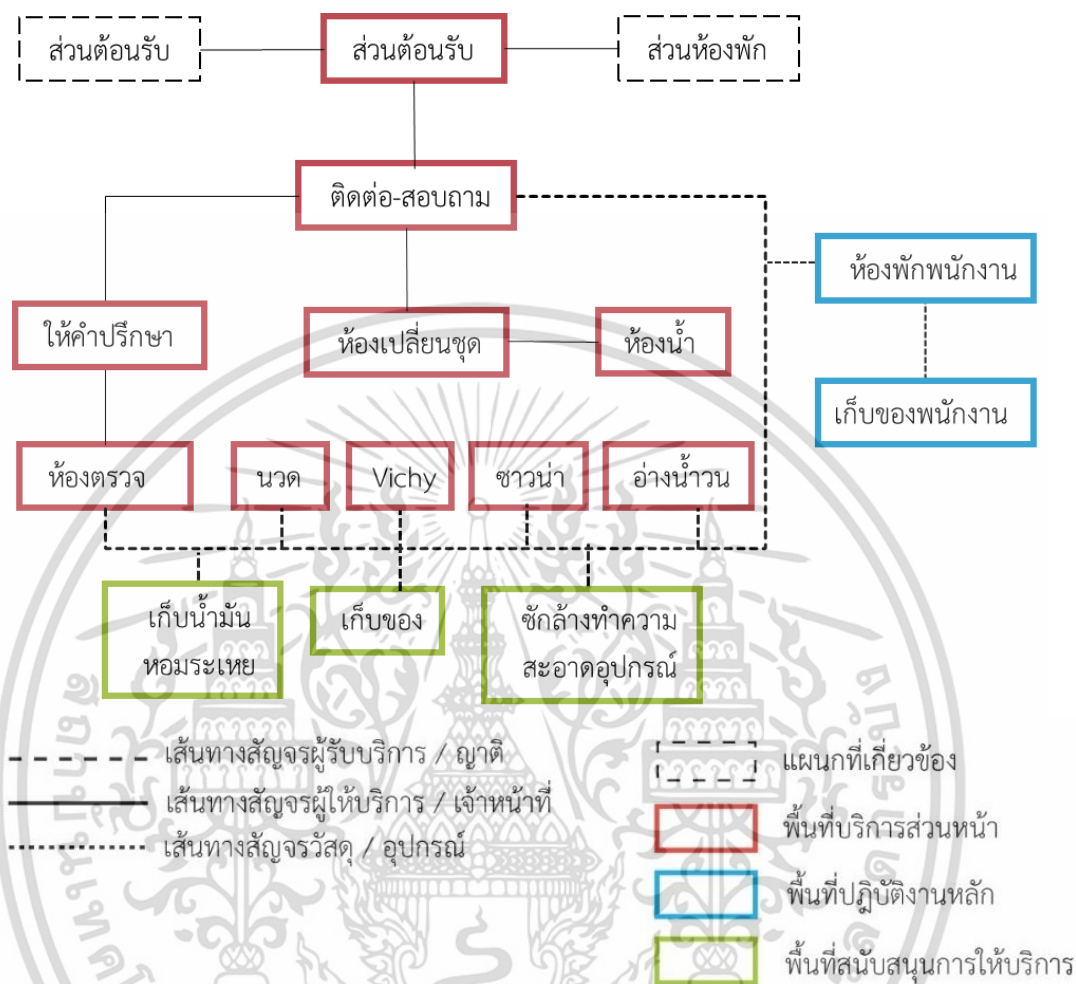 ส่วนต้อนรับ
ส่วนต้อนรับ
ส่วนห้องพัก
ติดต่อ-สอบถาม
ห้องพักพนักงาน
ให้คำปรึกษา
ห้องเปลี่ยนชุด
ห้องน้ำ
เก็บของพนักงาน
ห้องตรวจ
นวด
Vichy
ซาวน่า
อ่างน้ำวน
เก็บน้ำมัน
หอมระเหย
เก็บของ
ซักล้างทำความ
สะอาดอุปกรณ์
เส้นทางสัญจรผู้รับบริการ / ญาติ
เส้นทางสัญจรผู้ให้บริการ / เจ้าหน้าที่
เส้นทางสัญจรวัสดุ / อุปกรณ์
แผนกที่เกี่ยวข้อง
พื้นที่บริการส่วนหน้า
พื้นที่ปฏิบัติงานหลัก
พื้นที่สนับสนุนการให้บริการ